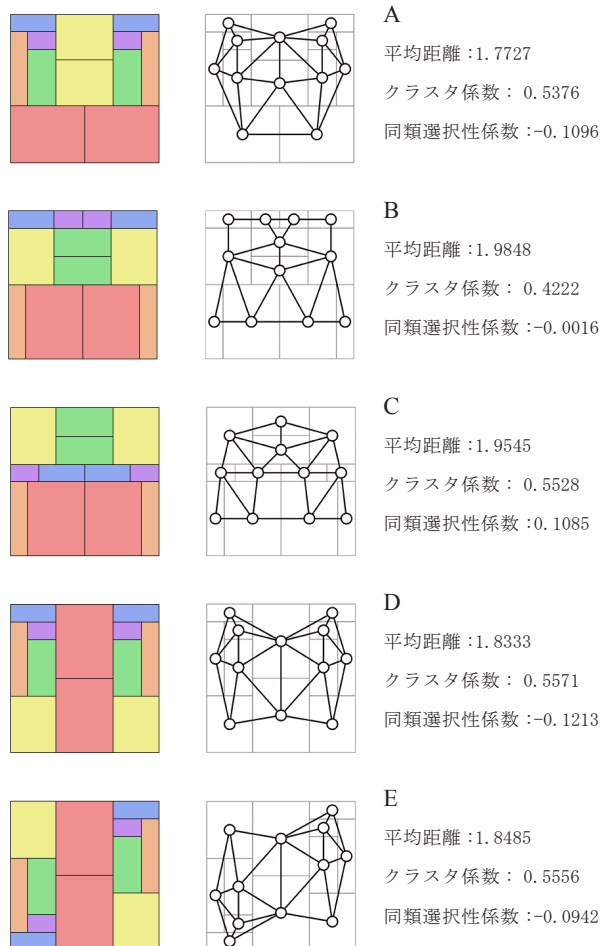 A
平均距離:1.7727
クラスタ係数: 0.5376
同類選択性係数:-0.1096
B
平均距離:1.9848
クラスタ係数: 0.4222
同類選択性係数:-0.0016
C
平均距離:1.9545
クラスタ係数: 0.5528
同類選択性係数:0.1085
D
平均距離:1.8333
クラスタ係数: 0.5571
同類選択性係数:-0.1213
E
平均距離:1.8485
クラスタ係数: 0.5556
同類選択性係数:-0.0942